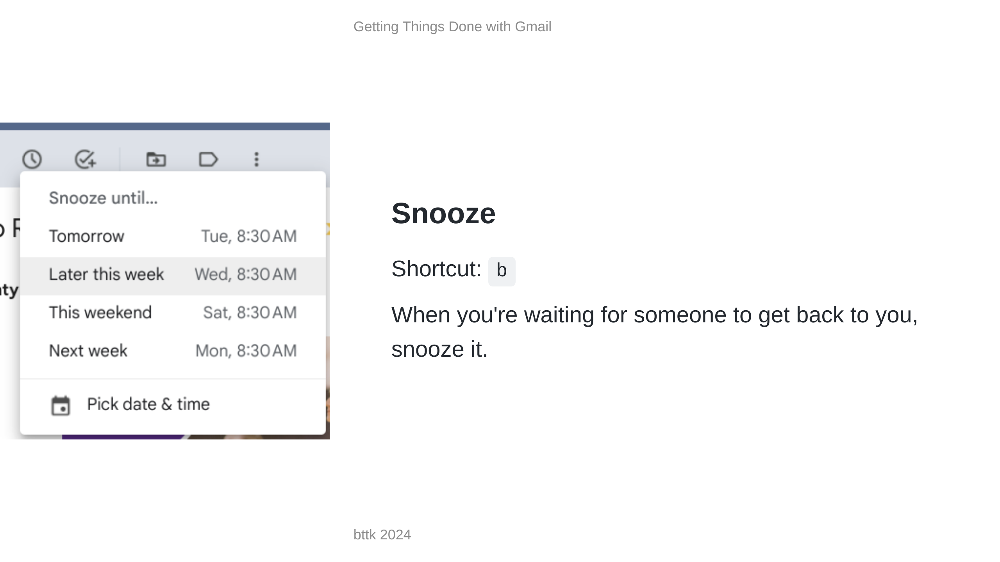 Getting Things Done with Gmail
Snooze until...
Tomorrow Tue, 8:30 AM
Later this week Wed, 8:30 AM
This weekend Sat, 8:30 AM
Next week Mon, 8:30 AM
Pick date & time
Snooze
Shortcut: b
When you're waiting for someone to get back to you,
snooze it.
bttk 2024